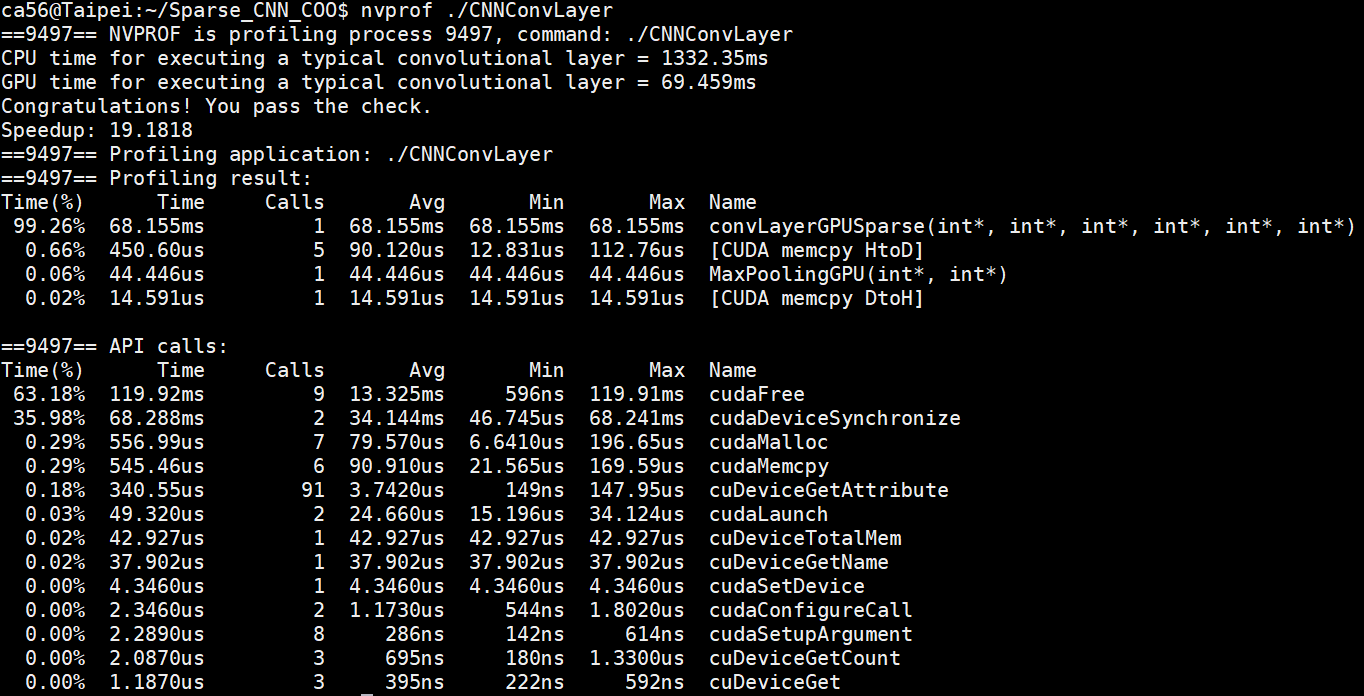 ca56@Taipei:~/Sparse_CNN_COO$ nvprof ./CNNConvLayer
==9497== NVPROF is profiling process 9497, command: ./CNNConvLayer
CPU time for executing a typical convolutional layer = 1332.35ms
GPU time for executing a typical convolutional layer = 69.459ms
Congratulations! You pass the check.
Speedup: 19.1818
==9497== Profiling application: ./CNNConvLayer
==9497== Profiling result:
Time(%)      Time     Calls       Avg       Min       Max  Name
 99.26%  68.155ms         1  68.155ms  68.155ms  68.155ms  convLayerGPUSparse(int*, int*, int*, int*, int*, int*)
  0.66%  450.60us         5  90.120us  12.831us  112.76us  [CUDA memcpy HtoD]
  0.06%  44.446us         1  44.446us  44.446us  44.446us  MaxPoolingGPU(int*, int*)
  0.02%  14.591us         1  14.591us  14.591us  14.591us  [CUDA memcpy DtoH]

==9497== API calls:
Time(%)      Time     Calls       Avg       Min       Max  Name
 63.18%  119.92ms         9  13.325ms     596ns  119.91ms  cudaFree
 35.98%  68.288ms         2  34.144ms  46.745us  68.241ms  cudaDeviceSynchronize
  0.29%  556.99us         7  79.570us  6.6410us  196.65us  cudaMalloc
  0.29%  545.46us         6  90.910us  21.565us  169.59us  cudaMemcpy
  0.18%  340.55us        91  3.7420us     149ns  147.95us  cuDeviceGetAttribute
  0.03%  49.320us         2  24.660us  15.196us  34.124us  cudaLaunch
  0.02%  42.927us         1  42.927us  42.927us  42.927us  cuDeviceTotalMem
  0.02%  37.902us         1  37.902us  37.902us  37.902us  cuDeviceGetName
  0.00%  4.3460us         1  4.3460us  4.3460us  4.3460us  cudaSetDevice
  0.00%  2.3460us         2  1.1730us     544ns  1.8020us  cudaConfigureCall
  0.00%  2.2890us         8     286ns     142ns     614ns  cudaSetupArgument
  0.00%  2.0870us         3     695ns     180ns  1.3300us  cuDeviceGetCount
  0.00%  1.1870us         3     395ns     222ns     592ns  cuDeviceGet